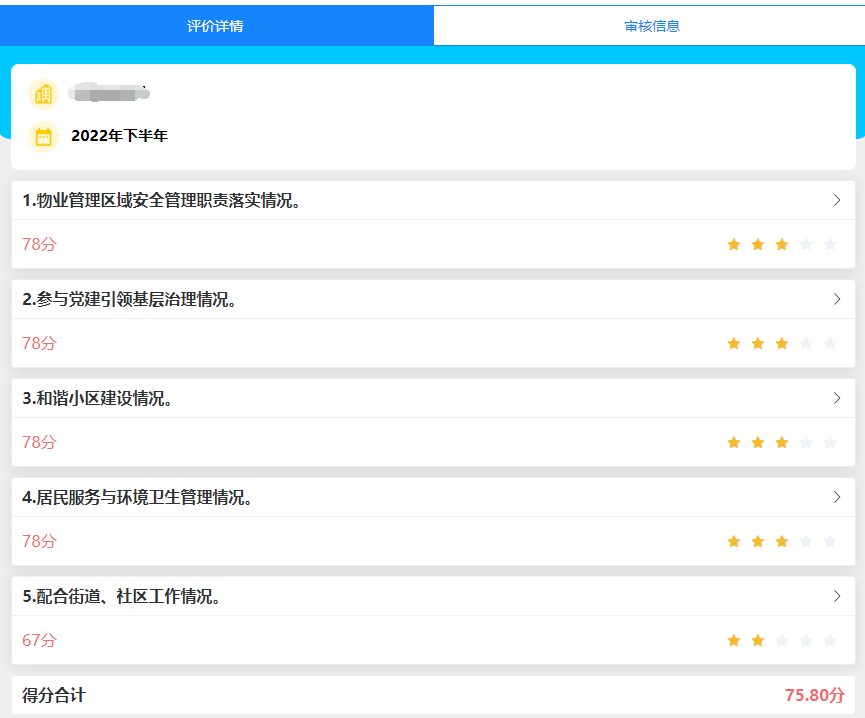 评价详情
审核信息
2022年下半年
1.物业管理区域安全管理职责落实情况。
78分
2.参与党建引领基层治理情况。
78分
3.和谐小区建设情况。
78分
4.居民服务与环境卫生管理情况。
78分
5.配合街道、社区工作情况。
67分
得分合计
75.80分